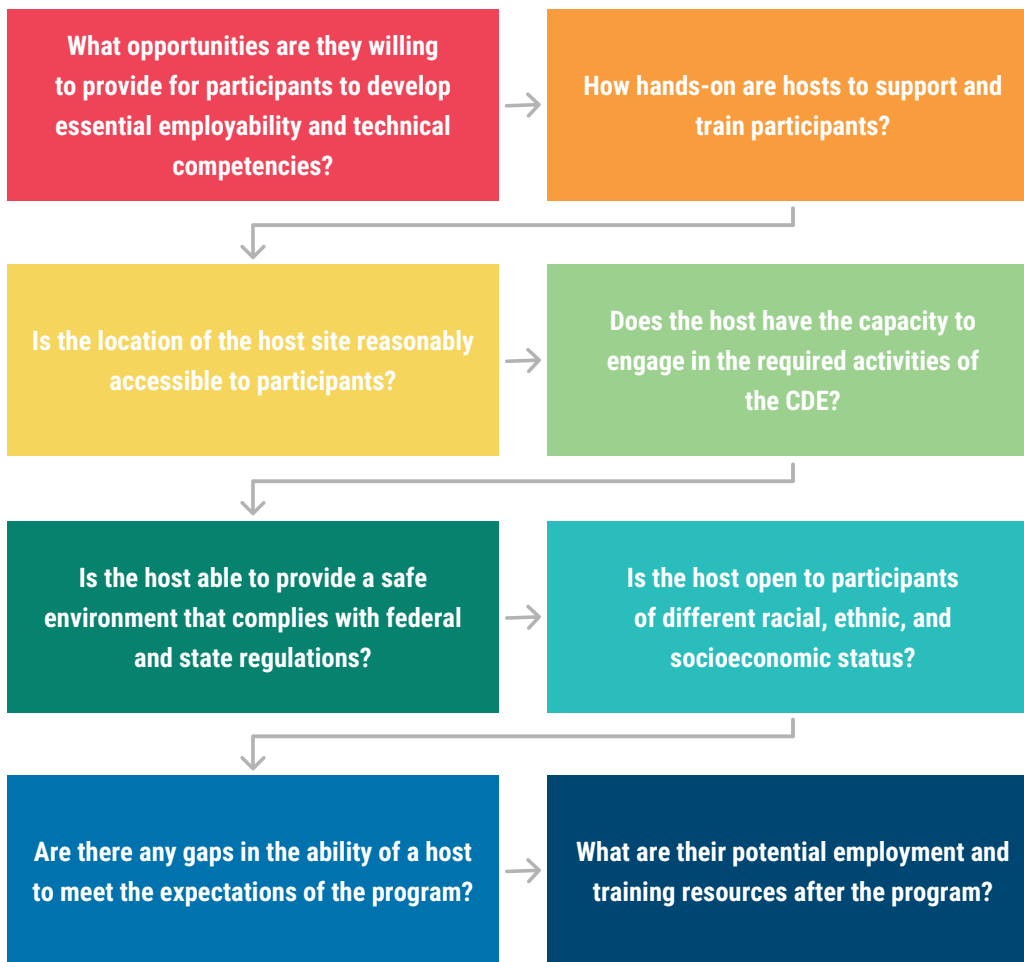 What opportunities are they willing
to provide for participants to develop
essential employability and technical
competencies?
How hands-on are hosts to support and
train participants?
Is the location of the host site reasonably
accessible to participants?
Does the host have the capacity to
engage in the required activities of
the CDE?
Is the host able to provide a safe
environment that complies with federal
and state regulations?
Is the host open to participants
of different racial, ethnic, and
socioeconomic status?
Are there any gaps in the ability of a host
to meet the expectations of the program?
What are their potential employment and
training resources after the program?